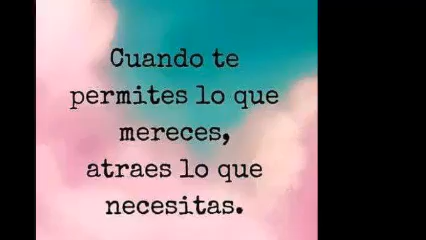 Cuando te
permites lo que
mereces,
atraes lo que
necesitas.